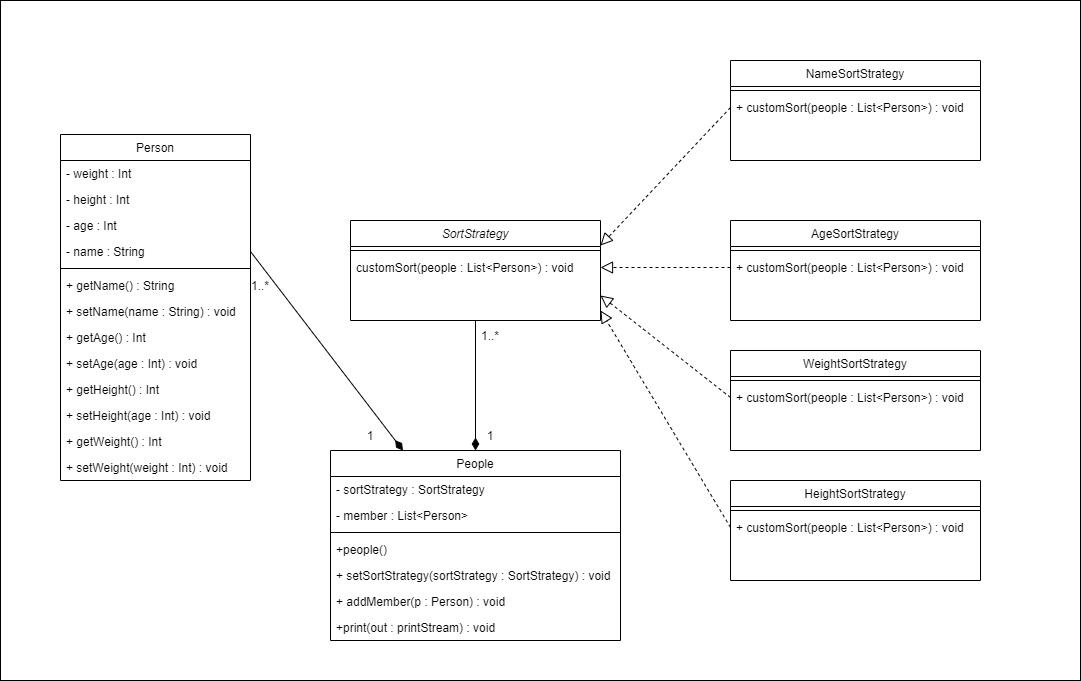 NameSortStrategy
+ customSort(people : List<Person>) : void
Person
- weight : Int
- height : Int
- age : Int
- name : String
+ getName() : String
+ setName(name : String) : void
+ getAge() : Int
+ setAge(age : Int) : void
+ getHeight() : Int
+ setHeight(age : Int) : void
+ getWeight() : Int
+ setWeight(weight : Int) : void
1..*
1
SortStrategy
customSort(people : List<Person>) : void
1..*
1
AgeSortStrategy
+ customSort(people : List<Person>) : void
WeightSortStrategy
+ customSort(people : List<Person>) : void
People
- sortStrategy : SortStrategy
- member : List<Person>
+people()
+ setSortStrategy(sortStrategy : SortStrategy) : void
+ addMember(p : Person) : void
+print(out : printStream) : void
HeightSortStrategy
+ customSort(people : List<Person>) : void